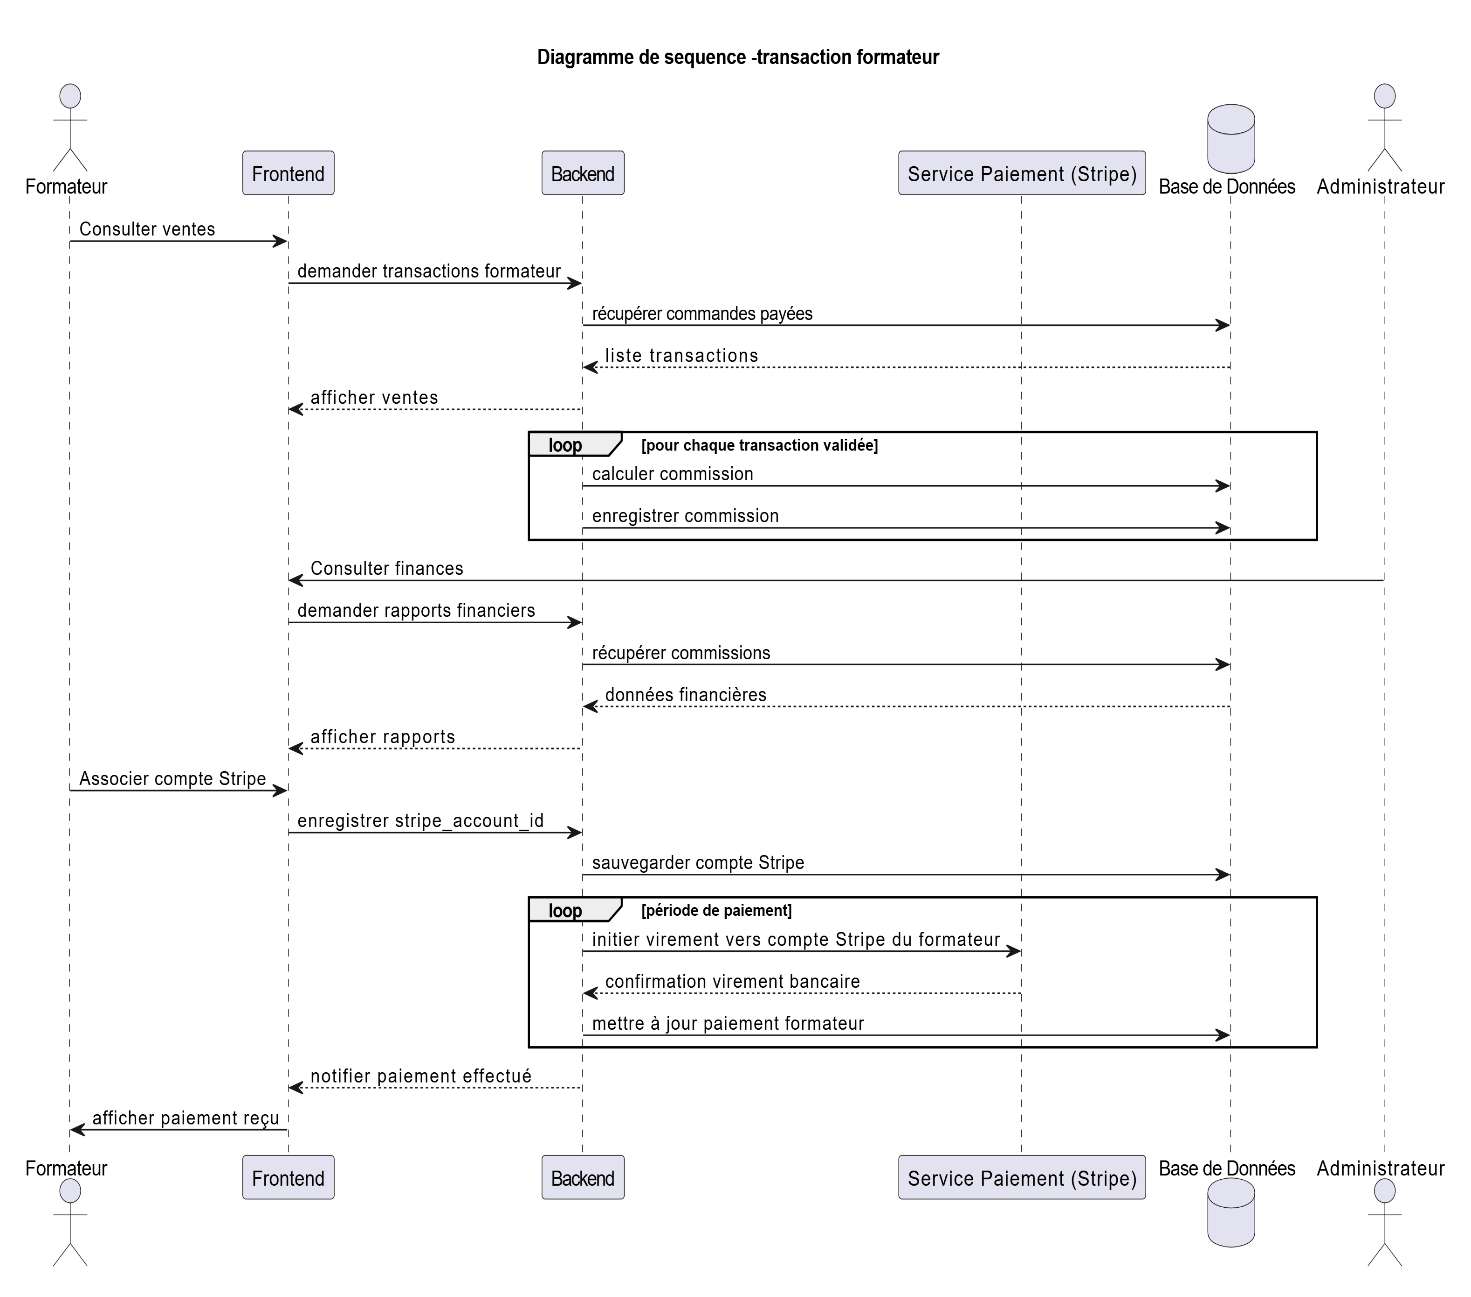 Diagramme de sequence -transaction formateur
Formateur
Frontend
Backend
Service Paiement (Stripe)
Base de Données
Administrateur
Consulter ventes
demander transactions formateur
récupérer commandes payées
liste transactions
afficher ventes
loop [pour chaque transaction validée]
calculer commission
enregistrer commission
Consulter finances
demander rapports financiers
récupérer commissions
données financières
afficher rapports
Associer compte Stripe
enregistrer stripe_account_id
sauvegarder compte Stripe
loop [période de paiement]
initier virement vers compte Stripe du formateur
confirmation virement bancaire
mettre à jour paiement formateur
notifier paiement effectué
afficher paiement reçu
Formateur
Frontend
Backend
Service Paiement (Stripe)
Base de Données
Administrateur